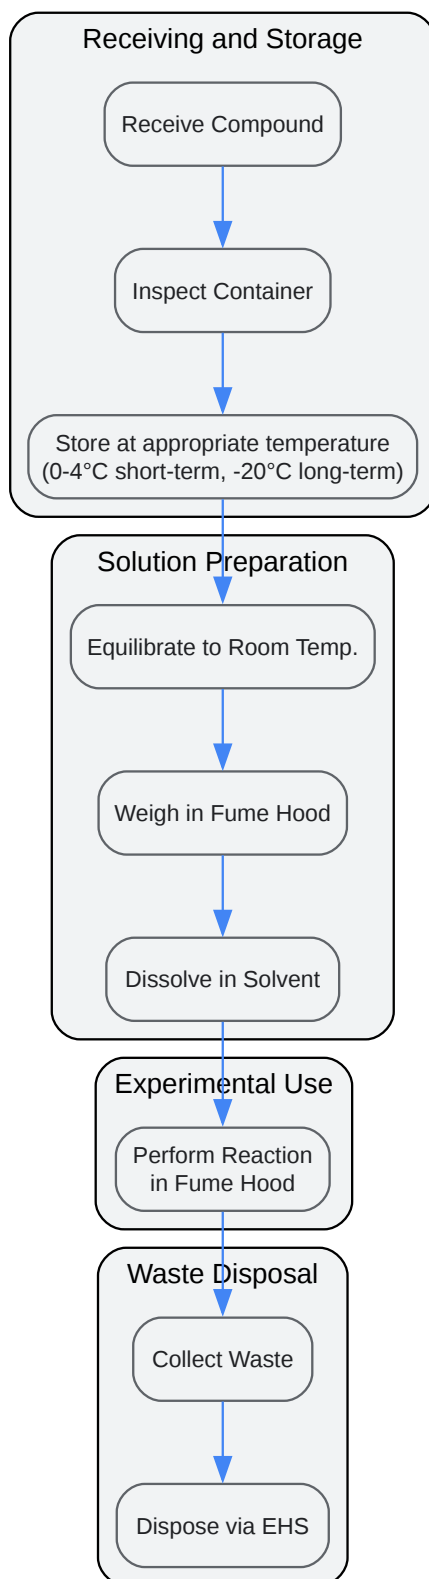 Receiving and Storage
Receive Compound
Inspect Container
Store at appropriate temperature
(0-4°C short-term, -20°C long-term)
Solution Preparation
Equilibrate to Room Temp.
Weigh in Fume Hood
Dissolve in Solvent
Experimental Use
Perform Reaction
in Fume Hood
Waste Disposal
Collect Waste
Dispose via EHS